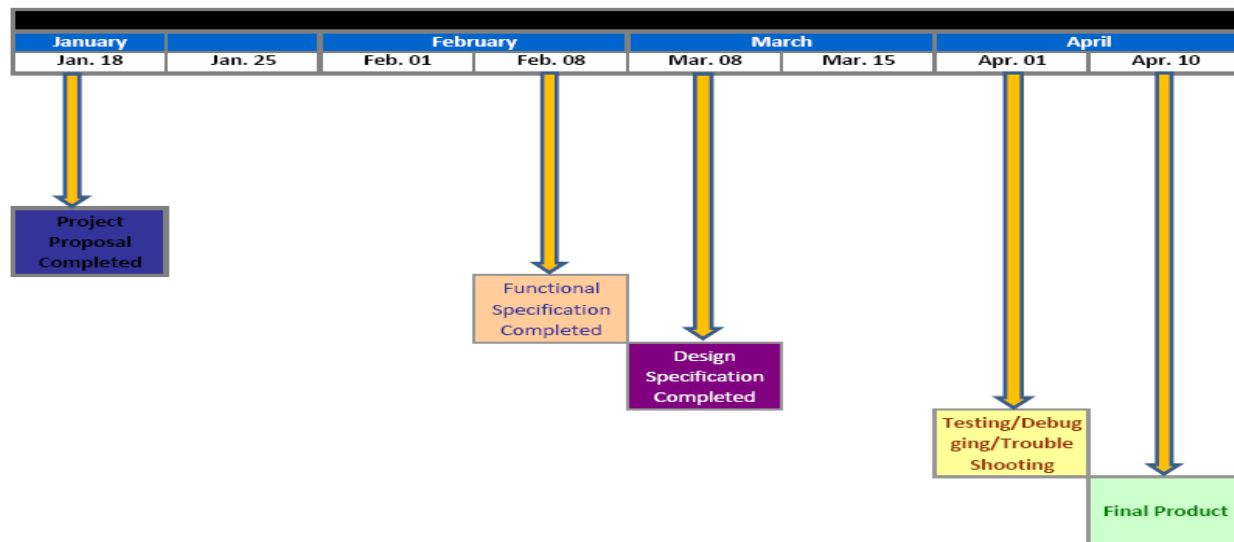 January February March April
Jan. 18 Jan. 25 Feb. 01 Feb. 08 Mar. 08 Mar. 15 Apr. 01 Apr. 10
Project
Proposal
Completed
Functional
Specification
Completed
Design
Specification
Completed
Testing/Debug
ging/Trouble
Shooting
Final Product